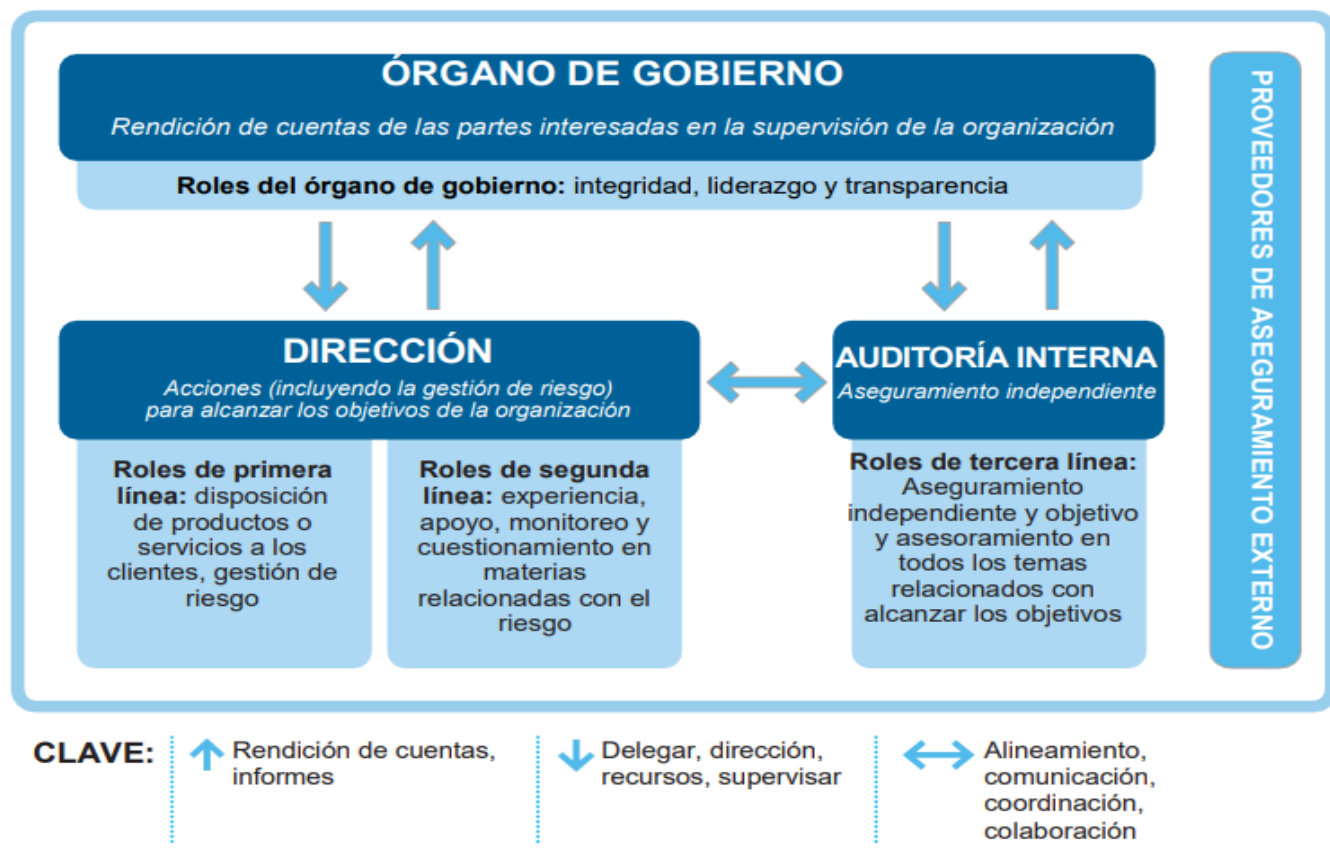 ÓRGANO DE GOBIERNO
Rendición de cuentas de las partes interesadas en la supervisión de la organización
Roles del órgano de gobierno: integridad, liderazgo y transparencia
DIRECCIÓN
Acciones (incluyendo la gestión de riesgo)
para alcanzar los objetivos de la organización
Roles de primera
línea: disposición
de productos o
servicios a los
clientes, gestión de
riesgo
Roles de segunda
línea: experiencia,
apoyo, monitoreo y
cuestionamiento en
materias
relacionadas con el
riesgo
AUDITORÍA INTERNA
Aseguramiento independiente
Roles de tercera línea:
Aseguramiento
independiente y objetivo
y asesoramiento en
todos los temas
relacionados con
alcanzar los objetivos
PROVEEDORES DE ASEGURAMIENTO EXTERNO
CLAVE:
Rendición de cuentas,
informes
Delegar, dirección,
recursos, supervisar
Alineamiento,
comunicación,
coordinación,
colaboración